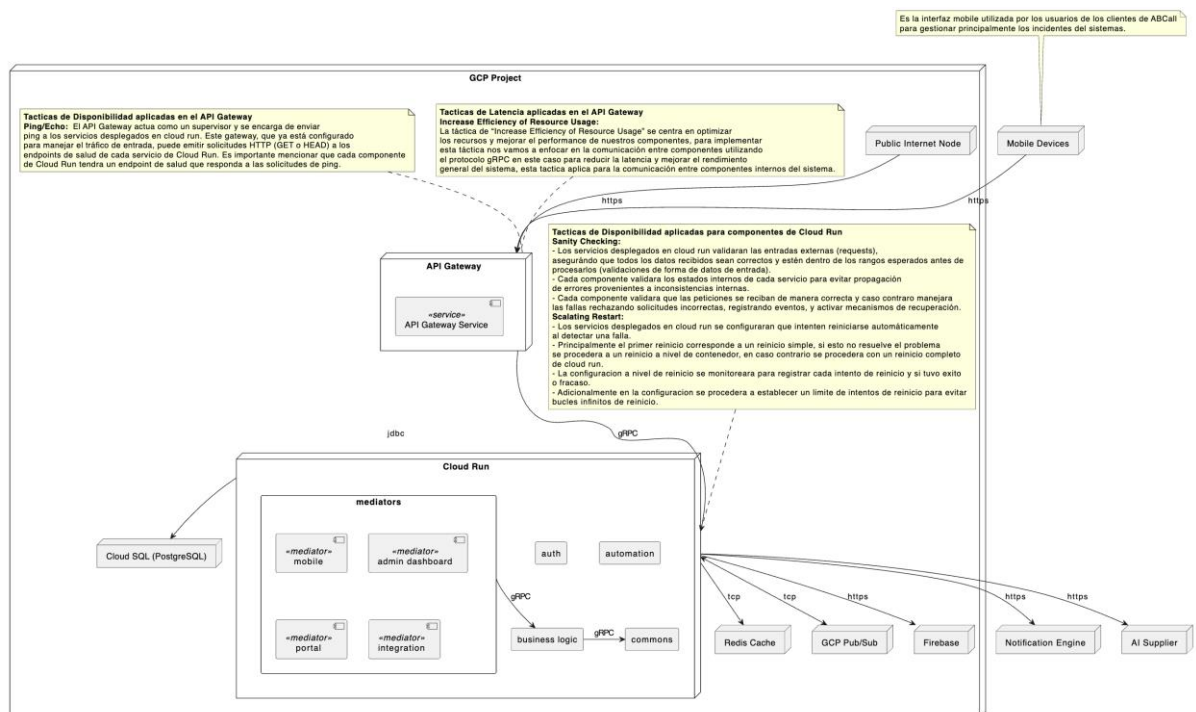 Es la interfaz mobile utilizada por los usuarios de los clientes de ABCall
para gestionar principalmente los incidentes del sistemas.
GCP Project
Tacticas de Disponibilidad aplicadas en el API Gateway
Ping/Echo: El API Gateway actua como un supervisor y se encarga de enviar
ping a los servicios desplegados en cloud run. Este gateway, que ya está configurado
para manejar el tráfico de entrada, puede emitir solicitudes HTTP (GET o HEAD) a los
endpoints de salud de cada servicio de Cloud Run. Es importante mencionar que cada componente
de Cloud Run tendra un endpoint de salud que responda a las solicitudes de ping.
Tacticas de Latencia aplicadas en el API Gateway
Increase Efficiency of Resource Usage:
La táctica de “Increase Efficiency of Resource Usage” se centra en optimizar
los recursos y mejorar el performance de nuestros componentes, para implementar
esta táctica nos vamos a enfocar en la comunicación entre componentes utilizando
el protocolo gRPC en este caso para reducir la latencia y mejorar el rendimiento
general del sistema, esta tactica aplica para la comunicación entre componentes internos del sistema.
Public Internet Node
Mobile Devices
https
https
Tacticas de Disponibilidad aplicadas para componentes de Cloud Run
Sanity Checking:
- Los servicios desplegados en cloud run validaran las entradas externas (requests),
asegurándo que todos los datos recibidos sean correctos y estén dentro de los rangos esperados antes de
procesarlos (validaciones de forma de datos de entrada).
- Cada componente validara los estados internos de cada servicio para evitar propagación
de errores provenientes a inconsistencias internas.
- Cada componente validara que las peticiones se reciban de manera correcta y caso contraro manejara
las fallas rechazando solicitudes incorrectas, registrando eventos, y activar mecanismos de recuperación.
Scalating Restart:
- Los servicios desplegados en cloud run se configuraran que intenten reiniciarse automáticamente
al detectar una falla.
- Principalmente el primer reinicio corresponde a un reinicio simple, si esto no resuelve el problema
se procedera a un reinicio a nivel de contenedor, en caso contrario se procedera con un reinicio completo
de cloud run.
- La configuracion a nivel de reinicio se monitoreara para registrar cada intento de reinicio y si tuvo exito
o fracaso.
- Adicionalmente en la configuracion se procedera a establecer un limite de intentos de reinicio para evitar
bucles infinitos de reinicio.
API Gateway
«service»
API Gateway Service
jdbc
gRPC
Cloud Run
mediators
«mediator»
mobile
«mediator»
admin dashboard
auth
automation
Cloud SQL (PostgreSQL)
«mediator»
portal
«mediator»
integration
gRPC
business logic
gRPC
commons
tcp
tcp
https
https
https
Redis Cache
GCP Pub/Sub
Firebase
Notification Engine
AI Supplier